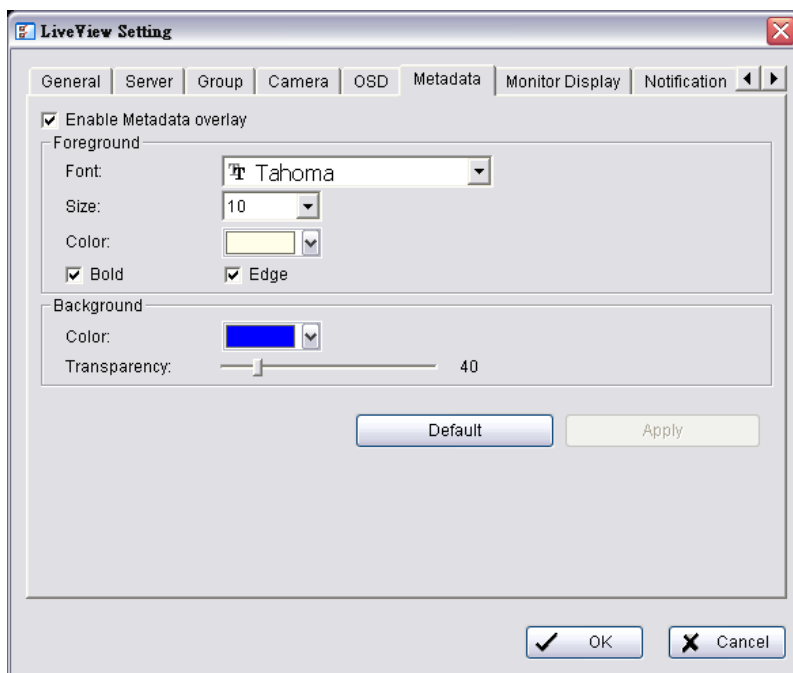 LiveView Setting
General Server Group Camera OSD Metadata Monitor Display Notification
Enable Metadata overlay
Foreground
Font: Tahoma
Size: 10
Color:
Bold Edge
Background
Color:
Transparency: 40
Default Apply
OK Cancel